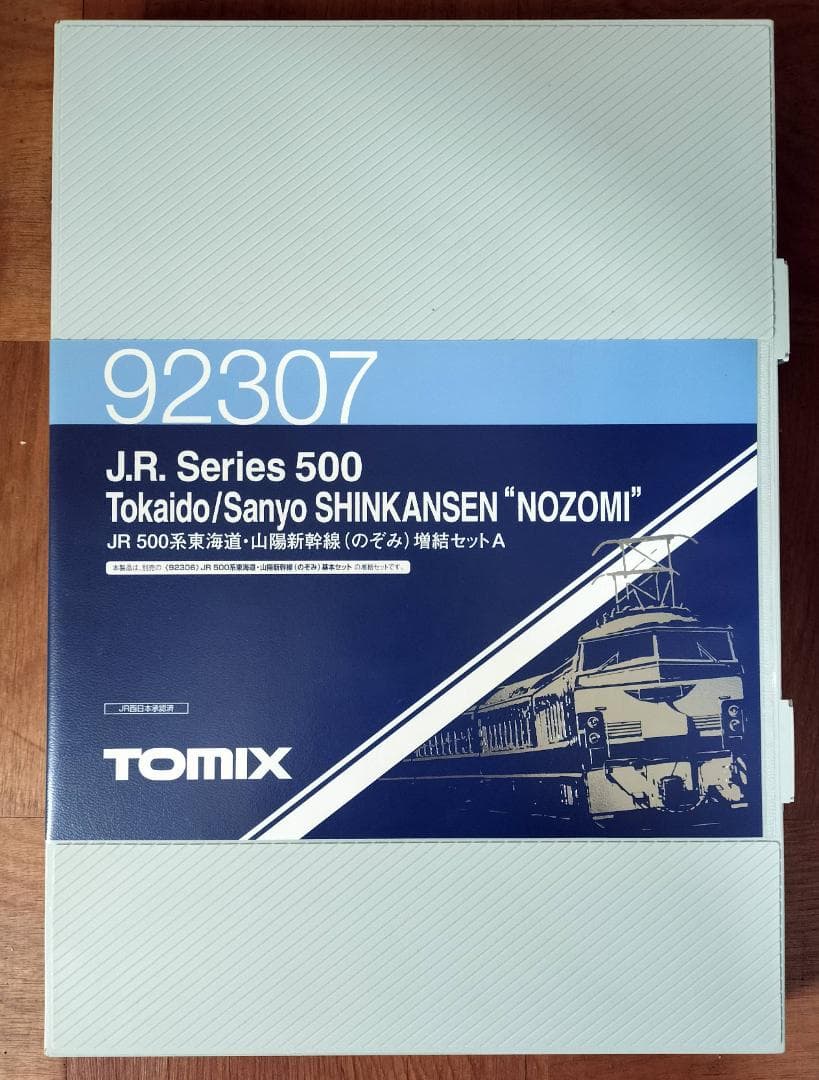 92307
J.R. Series 500
Tokaido/Sanyo SHINKANSEN “NOZOMI”
JR 500系東海道・山陽新幹線（のぞみ）増結セットA
本製品は、別売の〈92306〉JR 500系東海道・山陽新幹線（のぞみ）基本セットの増結セットです。
JR西日本承認済
TOMIX